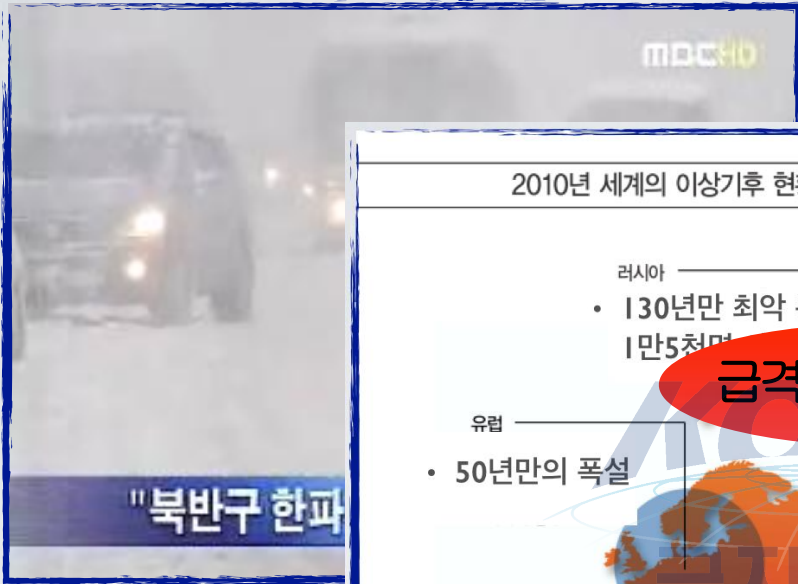 MBC HD
"북반구 한파
2010년 세계의 이상기후
러시아
• 130년만 최악
1만5천명
급격
유럽
• 50년만의 폭설